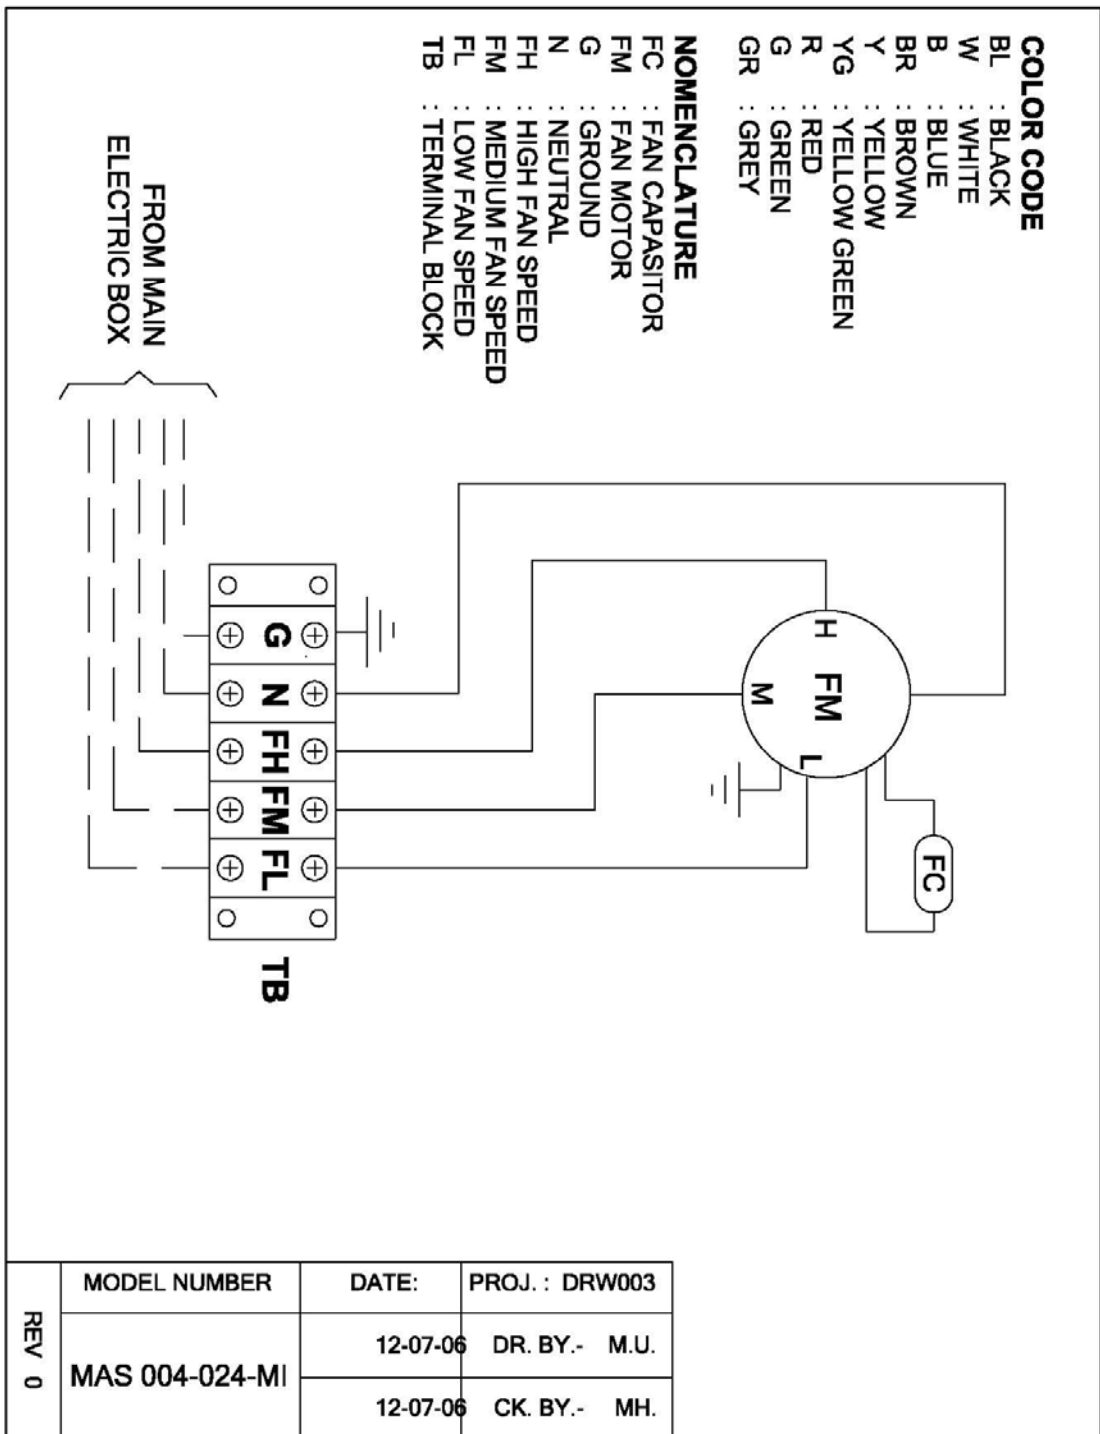 COLOR CODE
BL : BLACK
W : WHITE
B : BLUE
BR : BROWN
Y : YELLOW
YG : YELLOW GREEN
R : RED
G : GREEN
GR : GREY
NOMENCLATURE
FC : FAN CAPASITOR
FM : FAN MOTOR
G : GROUND
N : NEUTRAL
FH : HIGH FAN SPEED
FM : MEDIUM FAN SPEED
FL : LOW FAN SPEED
TB : TERMINAL BLOCK
FROM MAIN
ELECTRIC BOX
H
FM
M
L
FC
G
N
FH
FM
FL
TB
MODEL NUMBER
DATE:
PROJ. : DRW003
MAS 004-024-MI
12-07-06
DR. BY.- M.U.
12-07-06
CK. BY.- MH.
REV 0